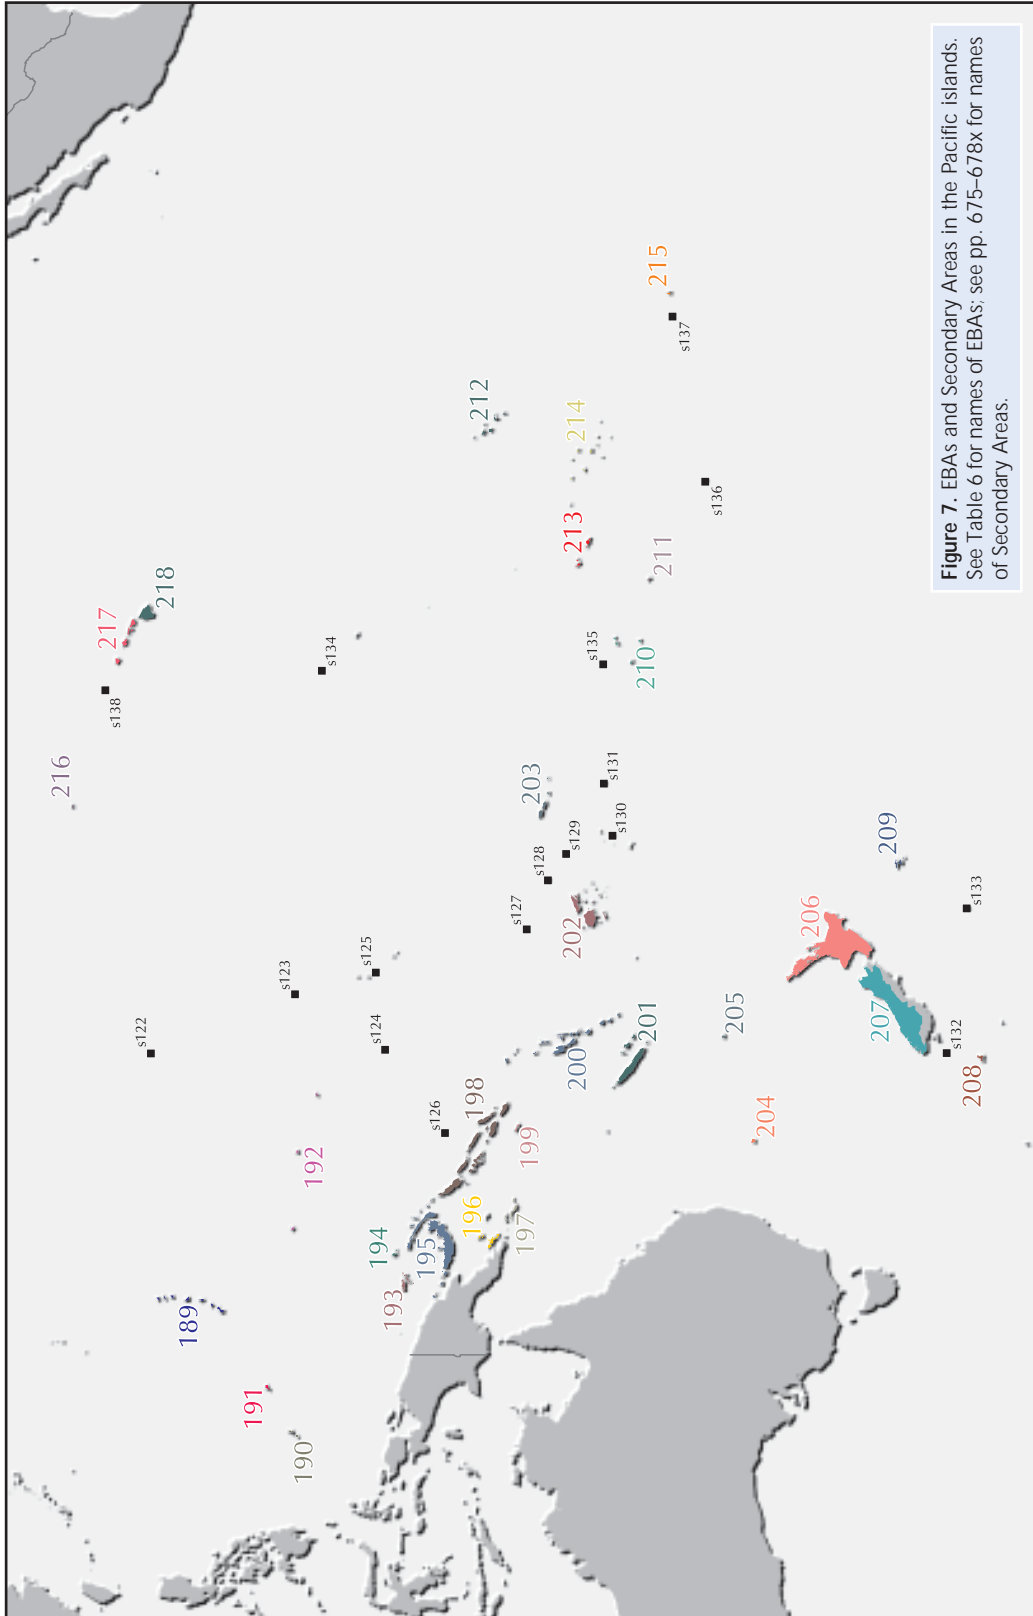 216
217
s138
218
s122
189
s123
s134
191
192
190
s125
s124
194
193
195
s126
198
196
199
197
s127
s128
203
s129
212
202
200
201
s130
s131
s135
210
213
214
211
215
s137
s136
205
204
206
207
209
s132
208
s133
Figure 7. EBAs and Secondary Areas in the Pacific islands.
See Table 6 for names of EBAs; see pp. 675–678x for names
of Secondary Areas.